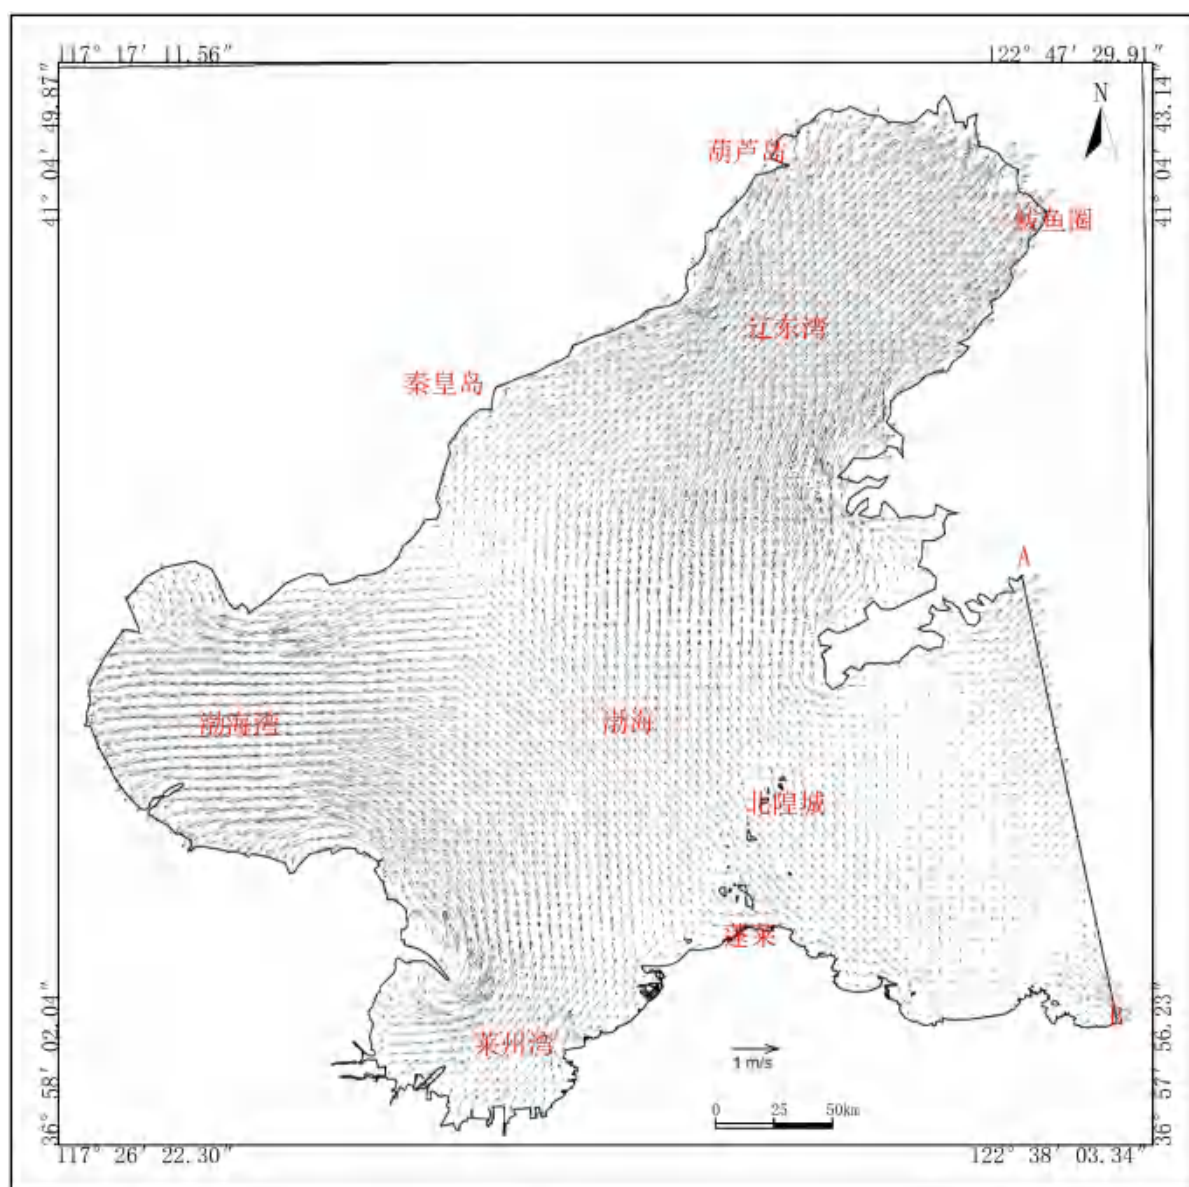 117° 17′ 11.56″
122° 47′ 29.91″
41° 04′ 49.87″
41° 04′ 43.14″
N
葫芦岛
鲅鱼圈
辽东湾
秦皇岛
A
渤海湾
渤海
北隍城
蓬莱
莱州湾
1 m/s
0 25 50km
36° 58′ 02.04″
36° 57′ 56.23″
117° 26′ 22.30″
122° 38′ 03.34″